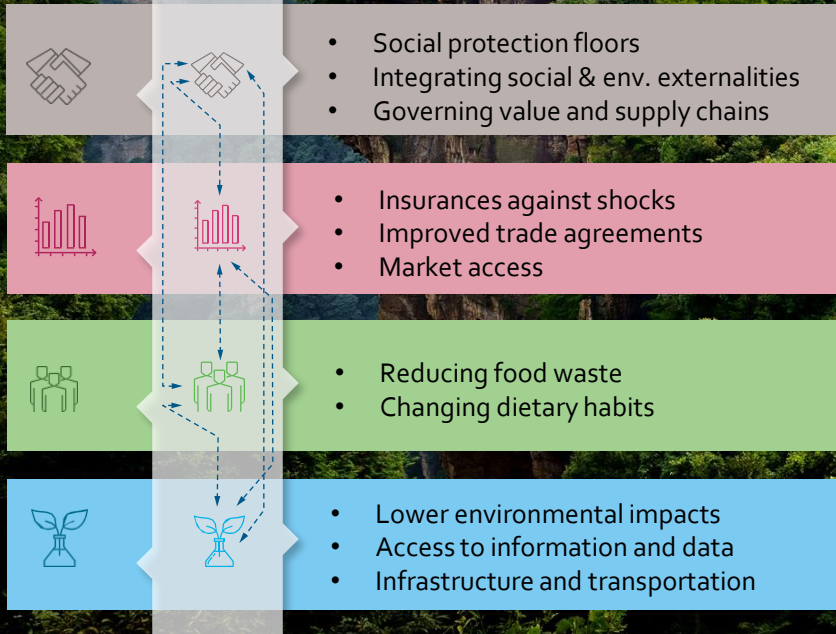 • Social protection floors
• Integrating social & env. externalities
• Governing value and supply chains
• Insurances against shocks
• Improved trade agreements
• Market access
• Reducing food waste
• Changing dietary habits
• Lower environmental impacts
• Access to information and data
• Infrastructure and transportation